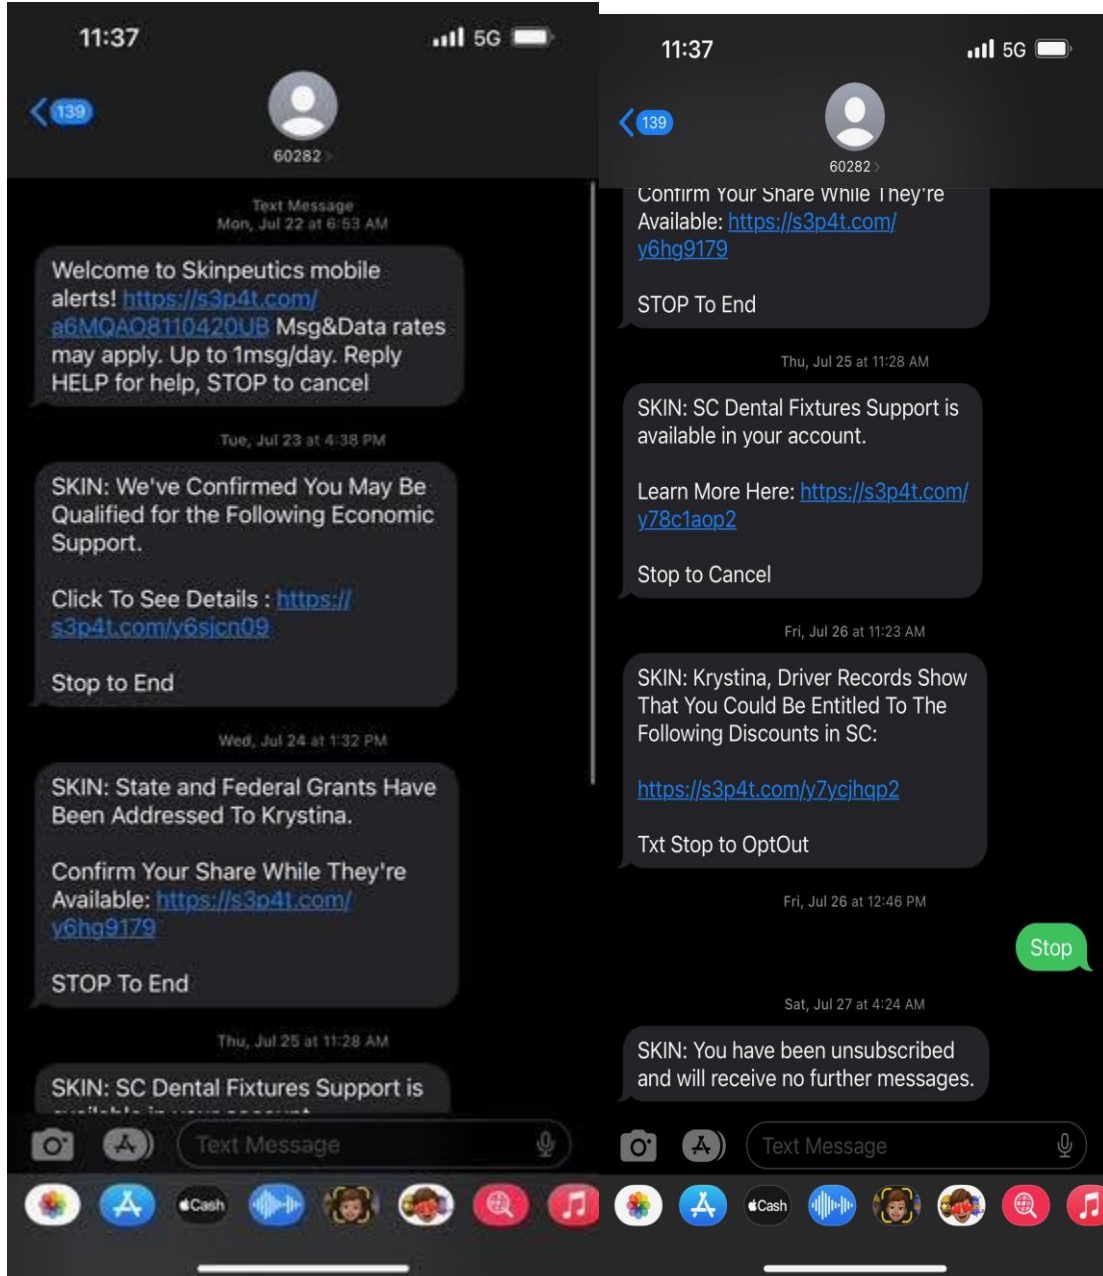 11:37
5G
139
60282
Text Message
Mon, Jul 22 at 6:53 AM
Welcome to Skinpeutics mobile
alerts! https://s3p4t.com/
a6MQAO8110420UB Msg&Data rates
may apply. Up to 1msg/day. Reply
HELP for help, STOP to cancel
Tue, Jul 23 at 4:38 PM
SKIN: We've Confirmed You May Be
Qualified for the Following Economic
Support.
Click To See Details : https://
s3p4t.com/y6sjcn09
Stop to End
Wed, Jul 24 at 1:32 PM
SKIN: State and Federal Grants Have
Been Addressed To Krystina.
Confirm Your Share While They're
Available: https://s3p4t.com/
y6hg9179
STOP To End
Thu, Jul 25 at 11:28 AM
SKIN: SC Dental Fixtures Support is
Text Message
Cash
11:37
5G
139
60282
Confirm Your Share While They're
Available: https://s3p4t.com/
y6hg9179
STOP To End
Thu, Jul 25 at 11:28 AM
SKIN: SC Dental Fixtures Support is
available in your account.
Learn More Here: https://s3p4t.com/
y78c1aop2
Stop to Cancel
Fri, Jul 26 at 11:23 AM
SKIN: Krystina, Driver Records Show
That You Could Be Entitled To The
Following Discounts in SC:
https://s3p4t.com/y7ycjhqp2
Txt Stop to OptOut
Fri, Jul 26 at 12:46 PM
Stop
Sat, Jul 27 at 4:24 AM
SKIN: You have been unsubscribed
and will receive no further messages.
Text Message
Cash